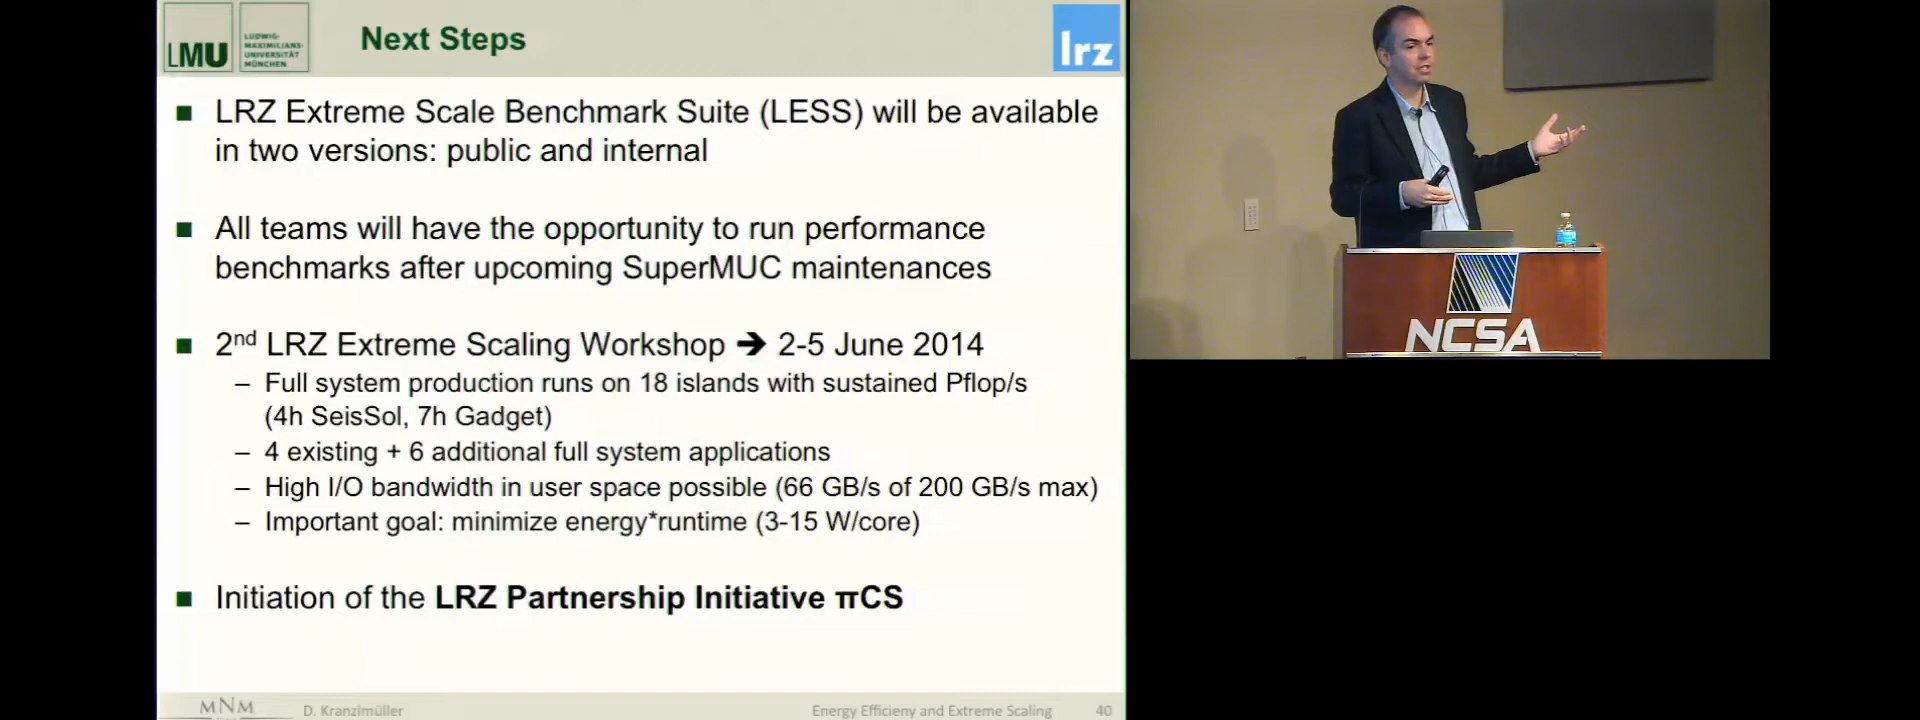 LMU
LUDWIG-
MAXIMILIANS-
UNIVERSITÄT
MÜNCHEN
Next Steps
lrz
LRZ Extreme Scale Benchmark Suite (LESS) will be available
in two versions: public and internal
All teams will have the opportunity to run performance
benchmarks after upcoming SuperMUC maintenances
2nd LRZ Extreme Scaling Workshop ➔ 2-5 June 2014
– Full system production runs on 18 islands with sustained Pflop/s
(4h SeisSol, 7h Gadget)
– 4 existing + 6 additional full system applications
– High I/O bandwidth in user space possible (66 GB/s of 200 GB/s max)
– Important goal: minimize energy*runtime (3-15 W/core)
Initiation of the LRZ Partnership Initiative πCS
MNM
D. Kranzlmüller
Energy Efficieny and Extreme Scaling
40
NCSA